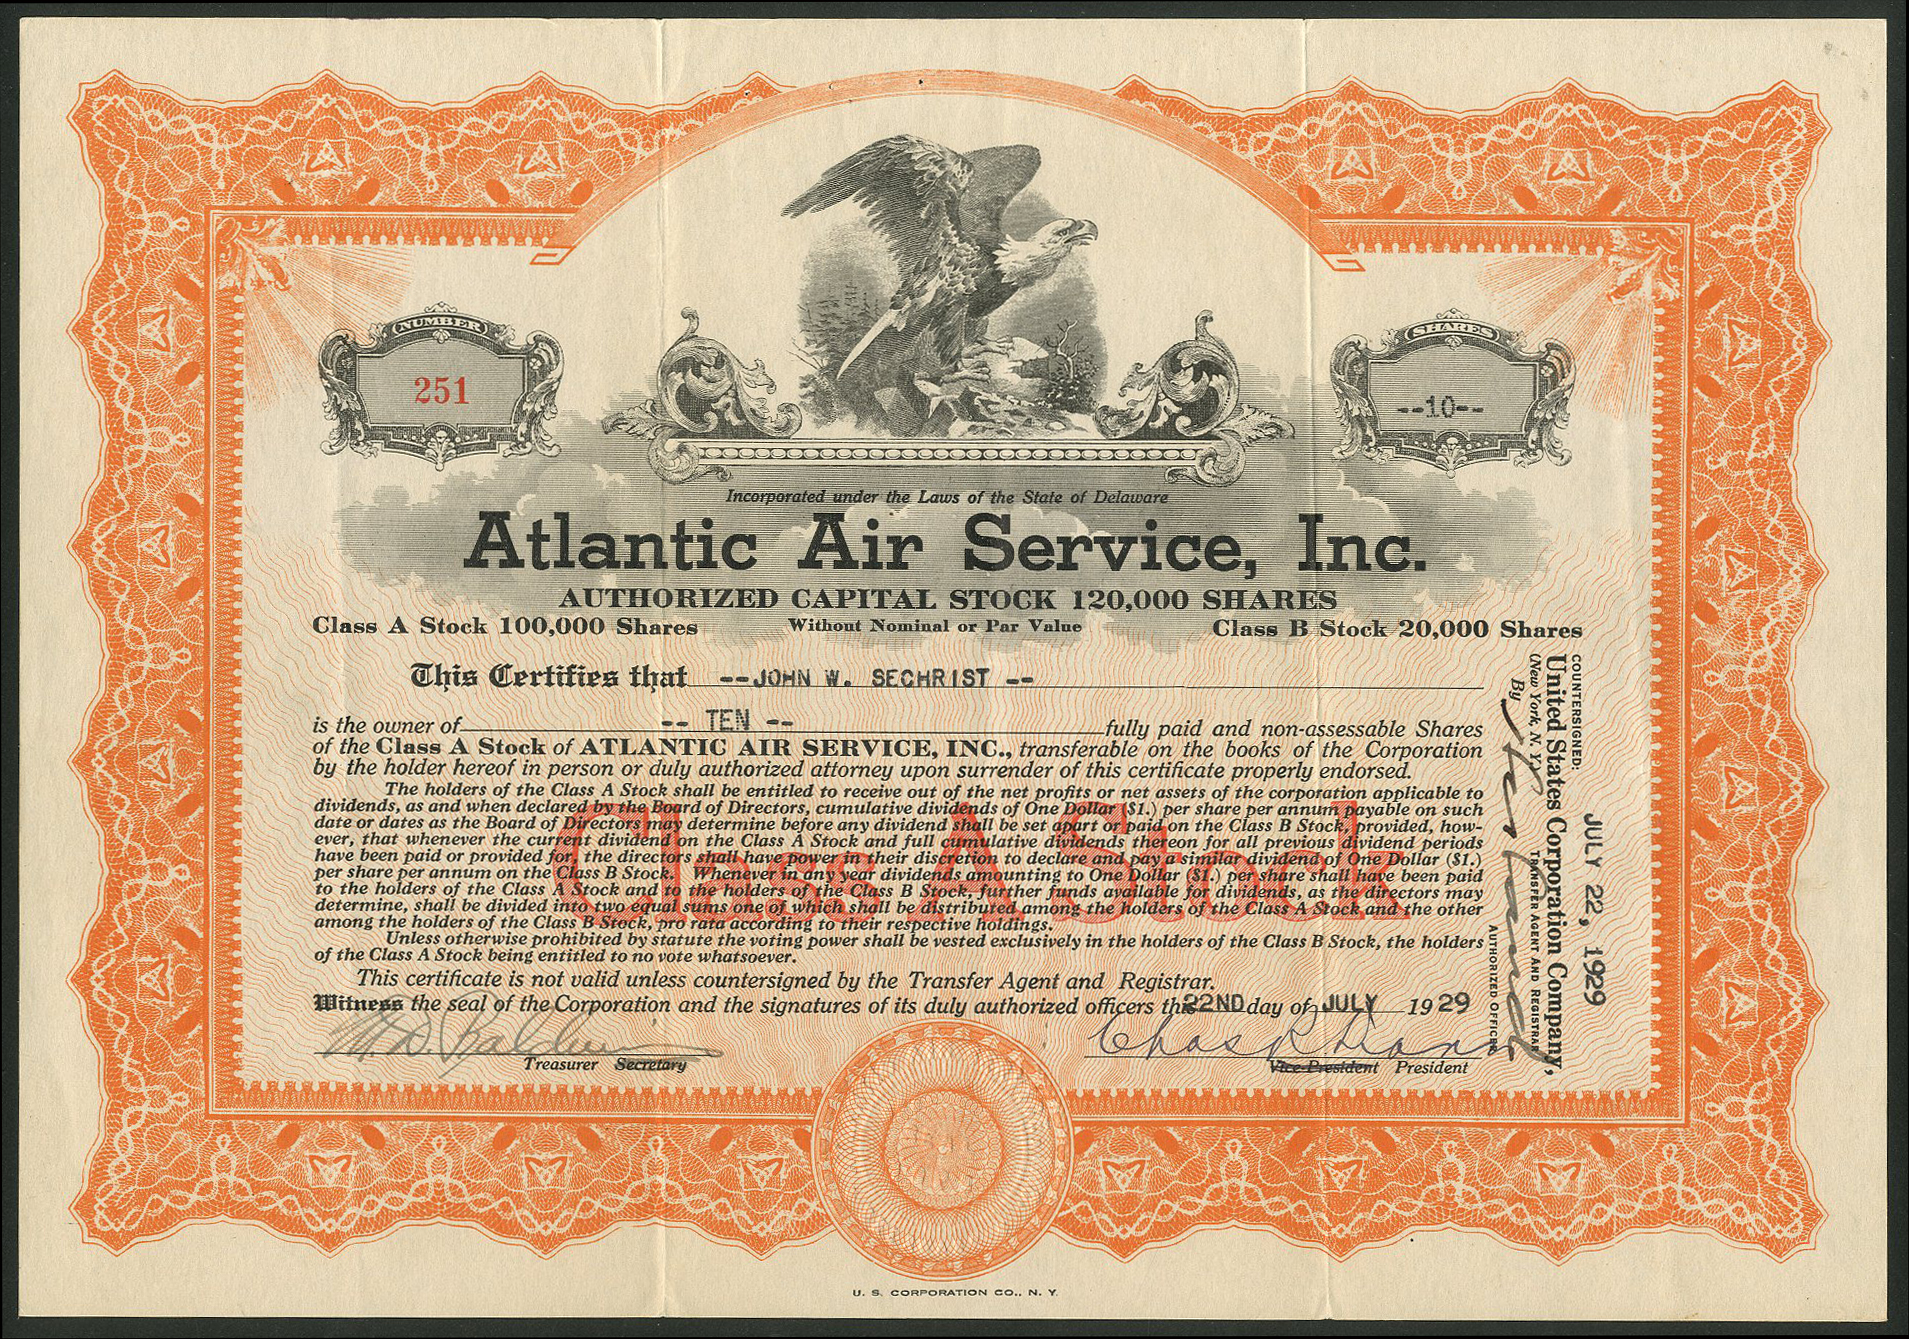 NUMBER
251
SHARES
--10--
Incorporated under the Laws of the State of Delaware
Atlantic Air Service, Inc.
AUTHORIZED CAPITAL STOCK 120,000 SHARES
Class A Stock 100,000 Shares Without Nominal or Par Value Class B Stock 20,000 Shares
This Certifies that --JOHN W. SECHRIST --
is the owner of -- TEN -- fully paid and non-assessable Shares
of the Class A Stock of ATLANTIC AIR SERVICE, INC., transferable on the books of the Corporation
by the holder hereof in person or duly authorized attorney upon surrender of this certificate properly endorsed.
The holders of the Class A Stock shall be entitled to receive out of the net profits or net assets of the corporation applicable to
dividends, as and when declared by the Board of Directors, cumulative dividends of One Dollar ($1.) per share per annum payable on such
date or dates as the Board of Directors may determine before any dividend shall be set apart or paid on the Class B Stock, provided, how-
ever, that whenever the current dividend on the Class A Stock and full cumulative dividends thereon for all previous dividend periods
have been paid or provided for, the directors shall have power in their discretion to declare and pay a similar dividend of One Dollar ($1.)
per share per annum on the Class B Stock. Whenever in any year dividends amounting to One Dollar ($1.) per share shall have been paid
to the holders of the Class A Stock and to the holders of the Class B Stock, further funds available for dividends, as the directors may
determine, shall be divided into two equal sums one of which shall be distributed among the holders of the Class A Stock and the other
among the holders of the Class B Stock, pro rata according to their respective holdings.
Unless otherwise prohibited by statute the voting power shall be vested exclusively in the holders of the Class B Stock, the holders
of the Class A Stock being entitled to no vote whatsoever.
Class A Stock
This certificate is not valid unless countersigned by the Transfer Agent and Registrar.
Witness the seal of the Corporation and the signatures of its duly authorized officers this 22ND day of JULY 1929
M. D. Baldwin
Treasurer Secretary
Chas R
Vice-President President
COUNTERSIGNED: JULY 22, 1929
United States Corporation Company,
(New York, N. Y.) TRANSFER AGENT AND REGISTRAR
By
AUTHORIZED OFFICER
U. S. CORPORATION CO., N. Y.